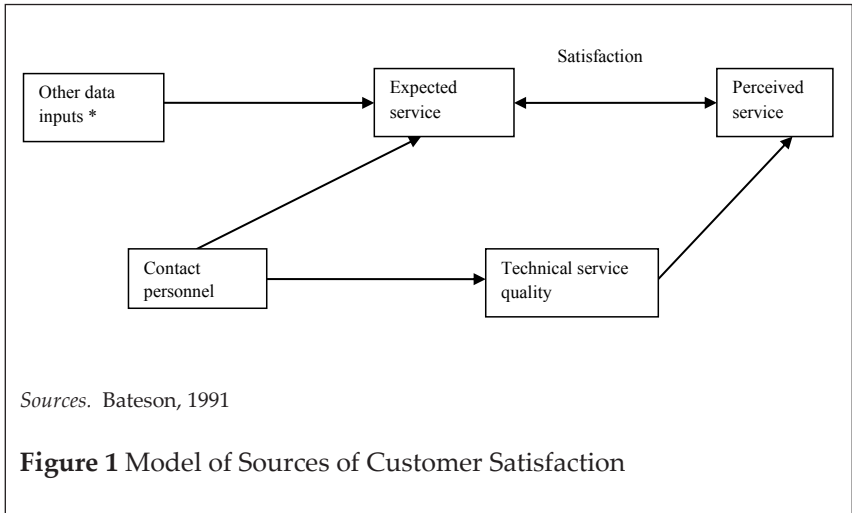 Satisfaction
Other data
inputs *
Expected
service
Perceived
service
Contact
personnel
Technical service
quality
Sources. Bateson, 1991
Figure 1 Model of Sources of Customer Satisfaction